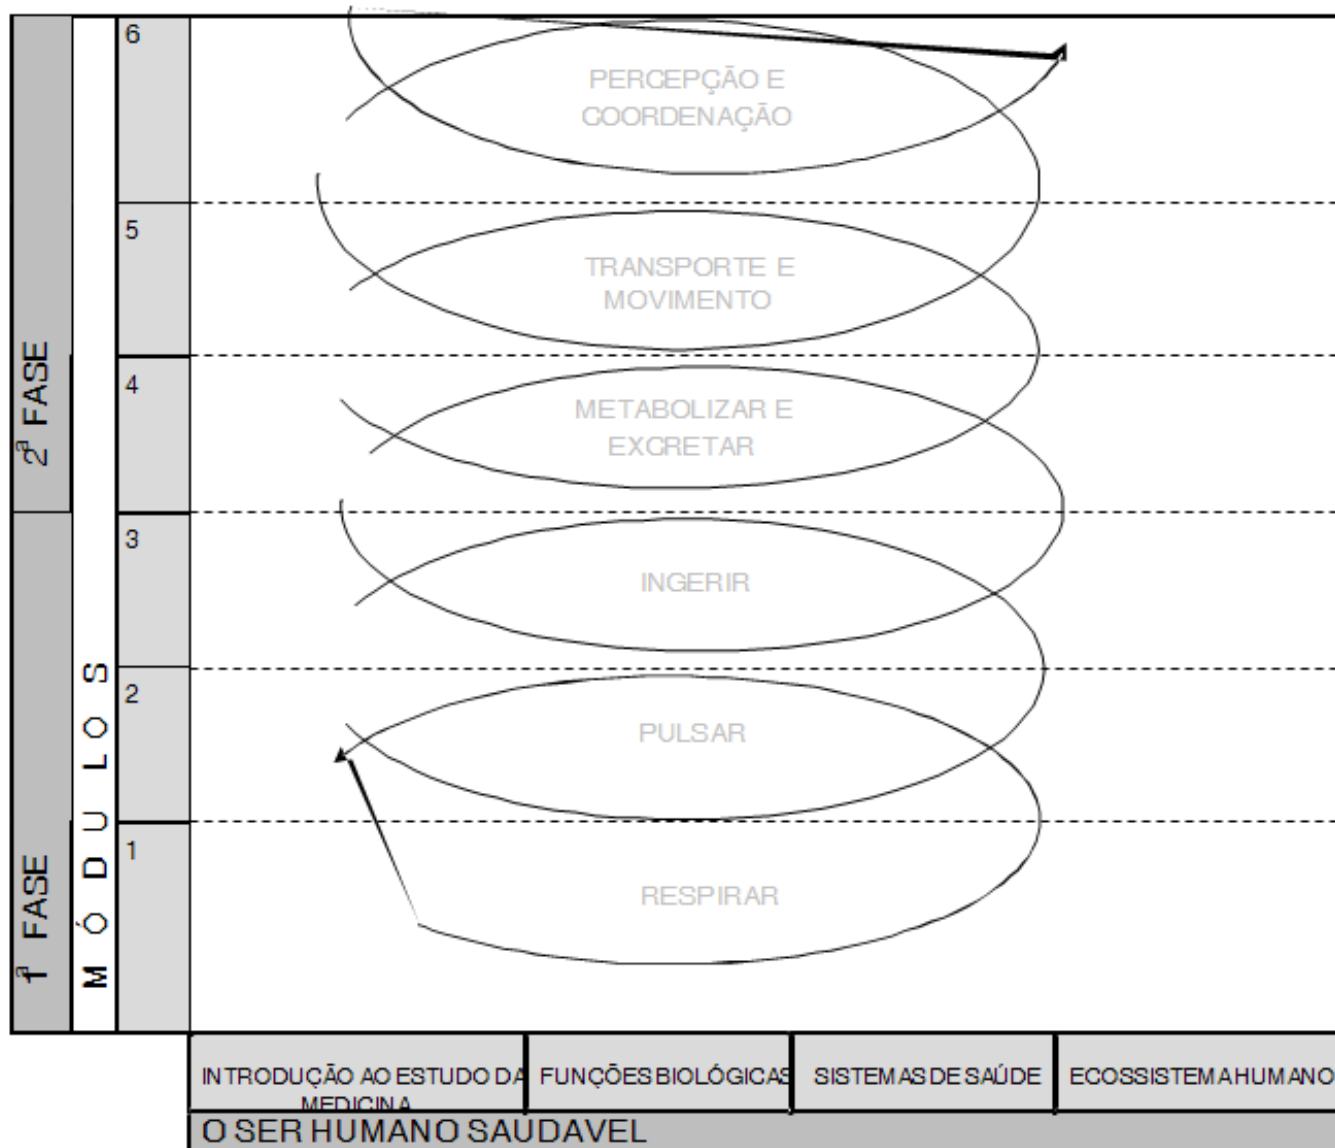 6
PERCEPÇÃO E
COORDENAÇÃO
5
TRANSPORTE E
MOVIMENTO
2ª FASE
4
METABOLIZAR E
EXCRETAR
3
INGERIR
MÓDULOS
2
PULSAR
1ª FASE
1
RESPIRAR
INTRODUÇÃO AO ESTUDO DA
MEDICINA
FUNÇÕES BIOLÓGICAS
SISTEMAS DE SAÚDE
ECOSSISTEMA HUMANO
O SER HUMANO SAUDAVEL